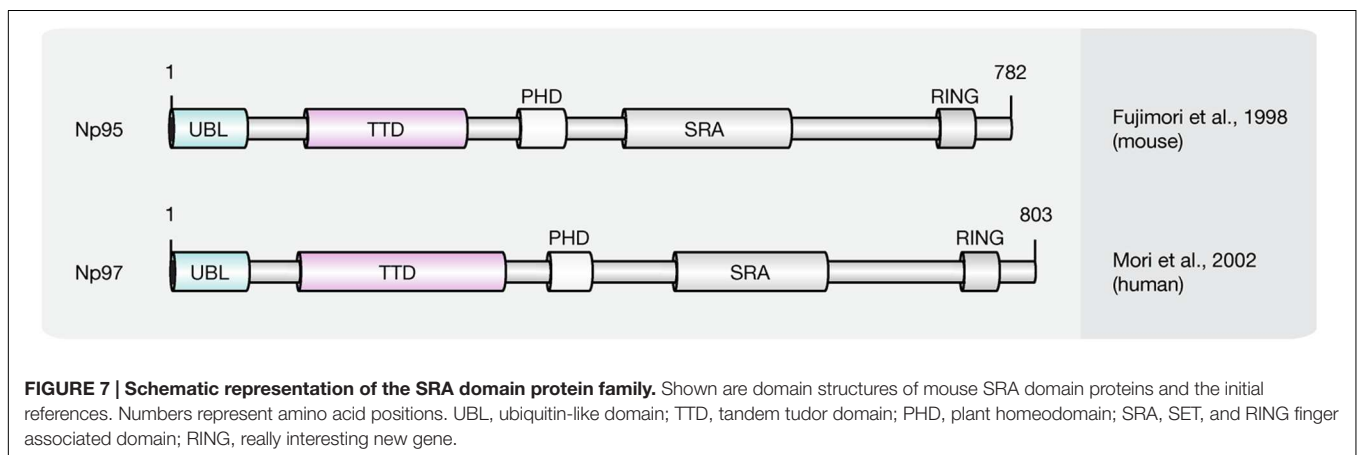 1
782
PHD
RING
Np95
UBL
TTD
SRA
Fujimori et al., 1998
(mouse)
1
803
PHD
RING
Np97
UBL
TTD
SRA
Mori et al., 2002
(human)
FIGURE 7 | Schematic representation of the SRA domain protein family. Shown are domain structures of mouse SRA domain proteins and the initial
references. Numbers represent amino acid positions. UBL, ubiquitin-like domain; TTD, tandem tudor domain; PHD, plant homeodomain; SRA, SET, and RING finger
associated domain; RING, really interesting new gene.